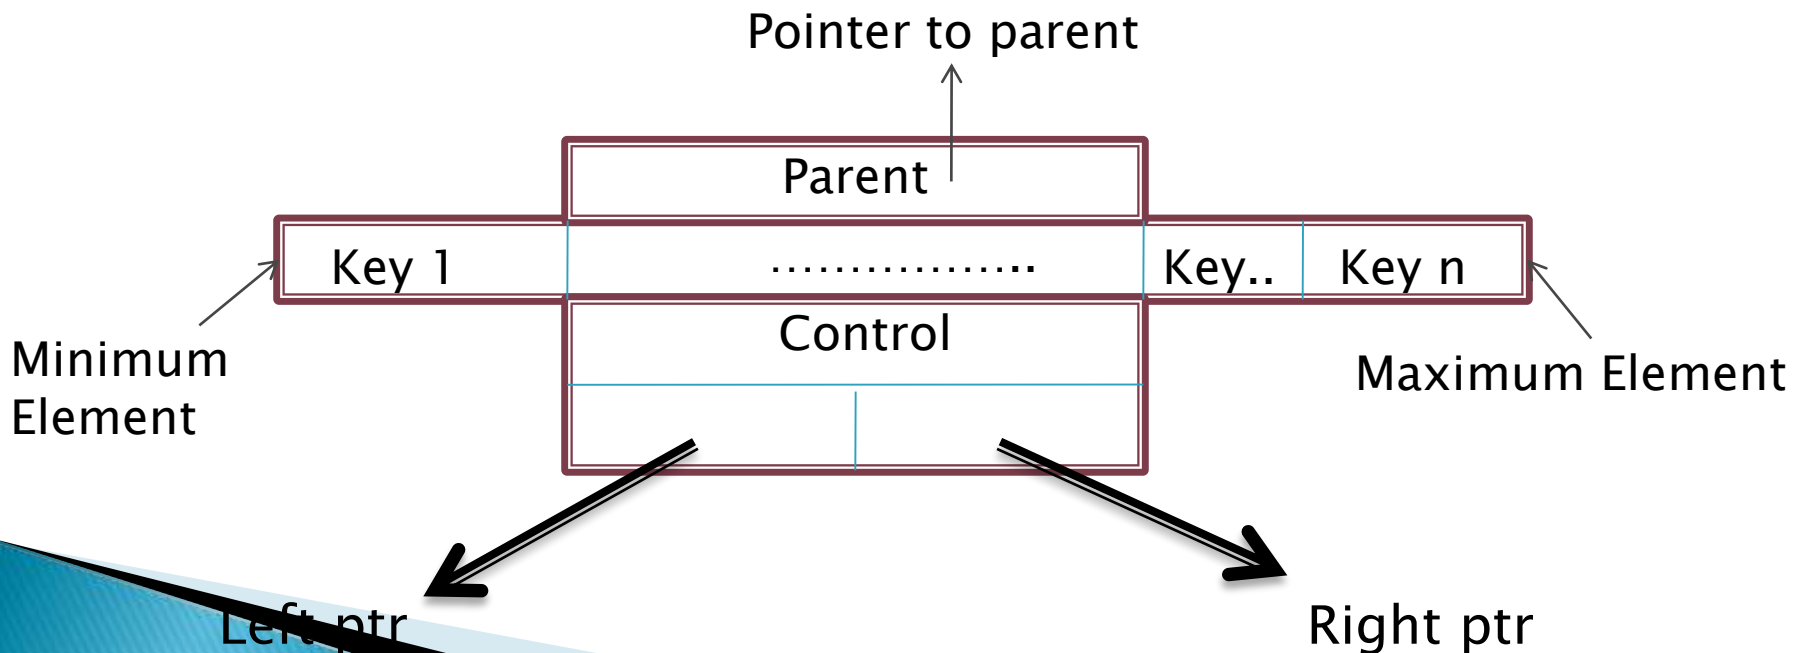 Pointer to parent
Parent
Key 1 ……………….. Key.. Key n
Control
Minimum
Element
Maximum Element
Left ptr
Right ptr